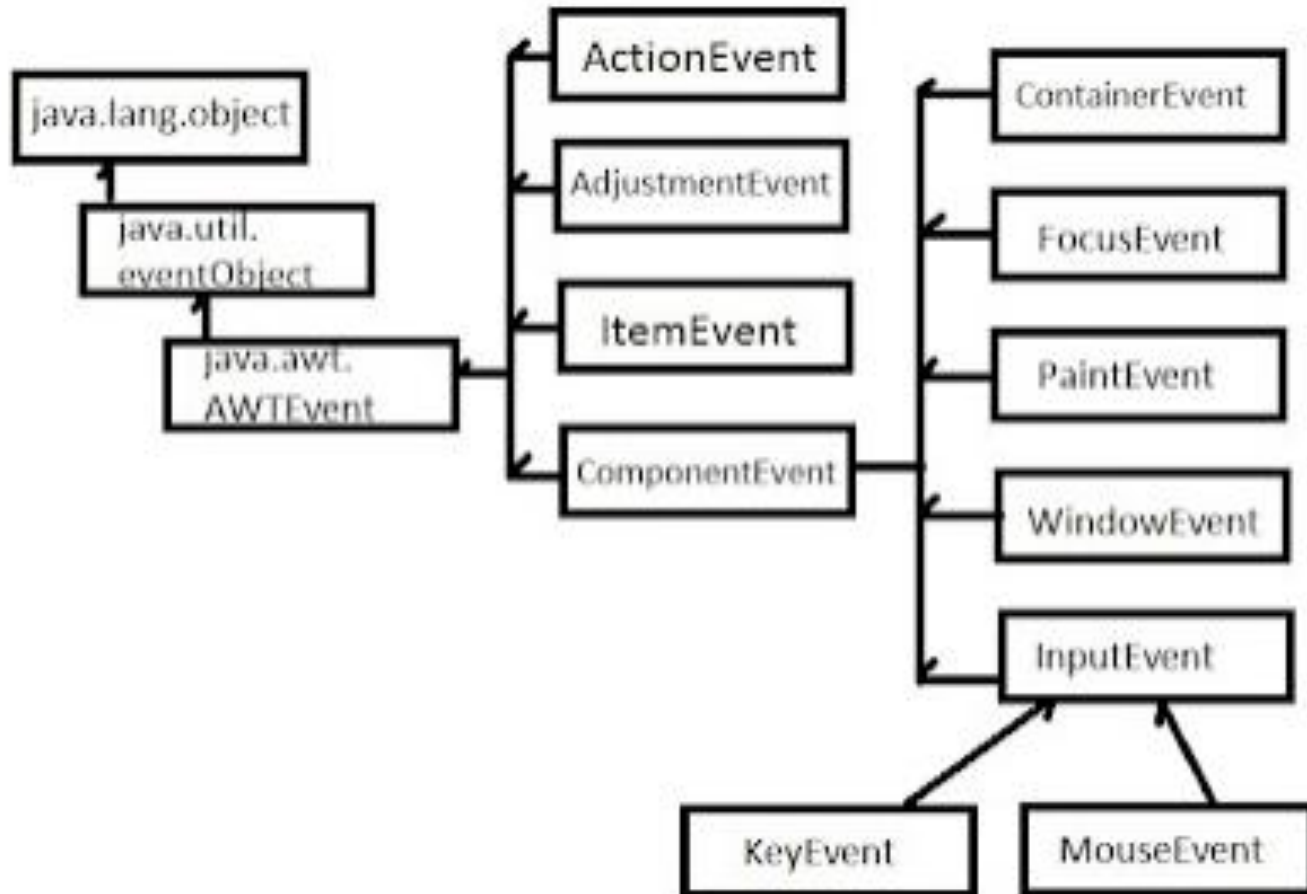 java.lang.object
java.util.
eventObject
java.awt.
AWTEvent
ActionEvent
AdjustmentEvent
ItemEvent
ComponentEvent
ContainerEvent
FocusEvent
PaintEvent
WindowEvent
InputEvent
KeyEvent
MouseEvent